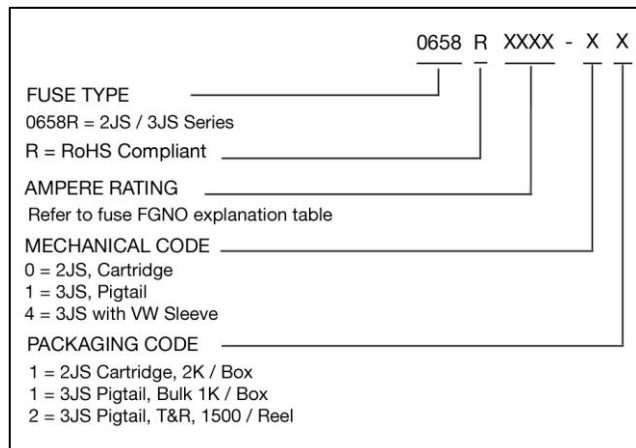 0658 R XXXX - X X
FUSE TYPE
0658R = 2JS / 3JS Series
R = RoHS Compliant
AMPERE RATING
Refer to fuse FGNO explanation table
MECHANICAL CODE
0 = 2JS, Cartridge
1 = 3JS, Pigtail
4 = 3JS with VW Sleeve
PACKAGING CODE
1 = 2JS Cartridge, 2K / Box
1 = 3JS Pigtail, Bulk 1K / Box
2 = 3JS Pigtail, T&R, 1500 / Reel